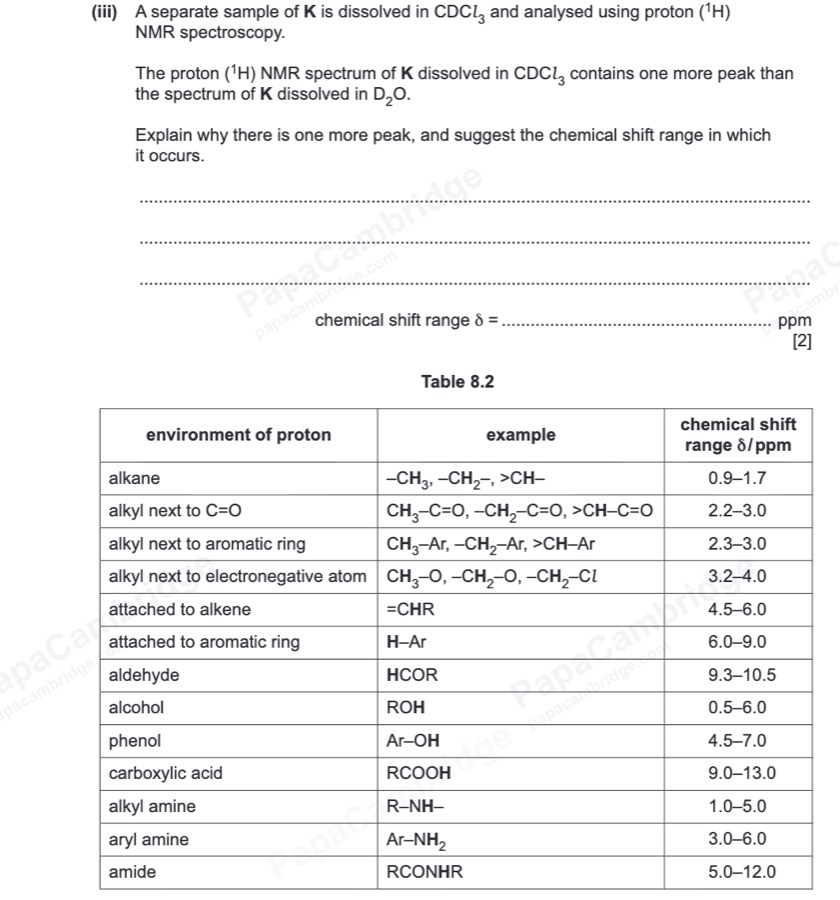 (iii) A separate sample of K is dissolved in CDCl₃ and analysed using proton (¹H)
NMR spectroscopy.
The proton (¹H) NMR spectrum of K dissolved in CDCl₃ contains one more peak than
the spectrum of K dissolved in D₂O.
Explain why there is one more peak, and suggest the chemical shift range in which
it occurs.
chemical shift range δ = ............................................................ ppm
[2]
Table 8.2
environment of proton example chemical shift range δ/ppm
alkane –CH₃, –CH₂–, >CH– 0.9–1.7
alkyl next to C=O CH₃–C=O, –CH₂–C=O, >CH–C=O 2.2–3.0
alkyl next to aromatic ring CH₃–Ar, –CH₂–Ar, >CH–Ar 2.3–3.0
alkyl next to electronegative atom CH₃–O, –CH₂–O, –CH₂–Cl 3.2–4.0
attached to alkene =CHR 4.5–6.0
attached to aromatic ring H–Ar 6.0–9.0
aldehyde HCOR 9.3–10.5
alcohol ROH 0.5–6.0
phenol Ar–OH 4.5–7.0
carboxylic acid RCOOH 9.0–13.0
alkyl amine R–NH– 1.0–5.0
aryl amine Ar–NH₂ 3.0–6.0
amide RCONHR 5.0–12.0
PapaCambridge
papacambridge.com